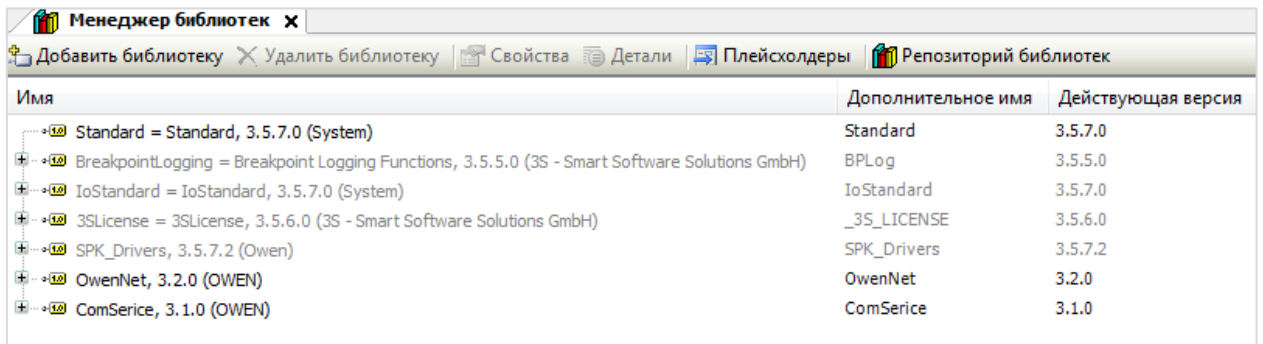 Менеджер библиотек x
Добавить библиотеку Удалить библиотеку Свойства Детали Плейсхолдеры Репозиторий библиотек
Имя Дополнительное имя Действующая версия
Standard = Standard, 3.5.7.0 (System) Standard 3.5.7.0
BreakpointLogging = Breakpoint Logging Functions, 3.5.5.0 (3S - Smart Software Solutions GmbH) BPLog 3.5.5.0
IoStandard = IoStandard, 3.5.7.0 (System) IoStandard 3.5.7.0
3SLicense = 3SLicense, 3.5.6.0 (3S - Smart Software Solutions GmbH) _3S_LICENSE 3.5.6.0
SPK_Drivers, 3.5.7.2 (Owen) SPK_Drivers 3.5.7.2
OwenNet, 3.2.0 (OWEN) OwenNet 3.2.0
ComSerice, 3.1.0 (OWEN) ComSerice 3.1.0